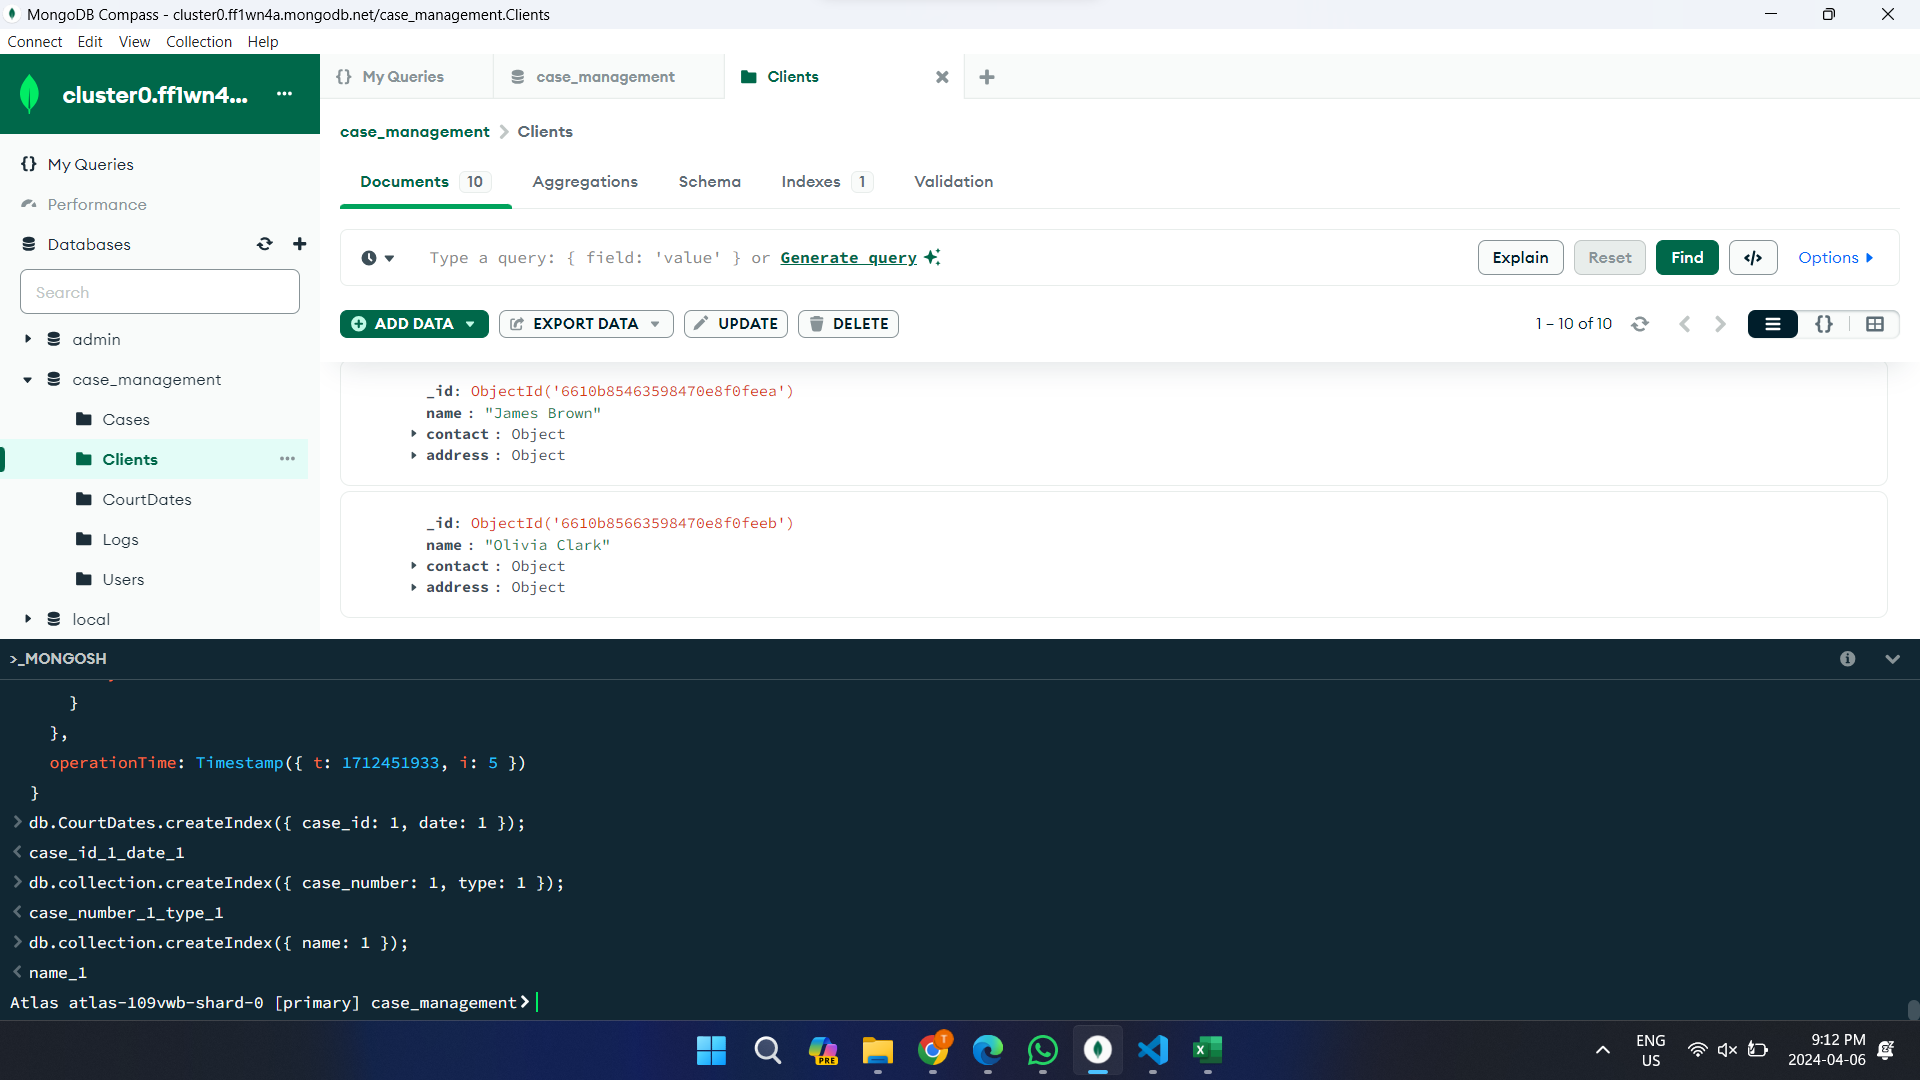 MongoDB Compass - cluster0.ff1wn4a.mongodb.net/case_management.Clients
Connect Edit View Collection Help
cluster0.ff1wn4...
My Queries
Performance
Databases
Search
admin
case_management
Cases
Clients
CourtDates
Logs
Users
local
My Queries case_management Clients
case_management > Clients
Documents 10 Aggregations Schema Indexes 1 Validation
Type a query: { field: 'value' } or Generate query
Explain Reset Find </> Options
ADD DATA EXPORT DATA UPDATE DELETE 1 – 10 of 10 {}
_id: ObjectId('6610b85463598470e8f0feea')
name : "James Brown"
contact : Object
address : Object
_id: ObjectId('6610b85663598470e8f0feeb')
name : "Olivia Clark"
contact : Object
address : Object
>_MONGOSH
}
},
operationTime: Timestamp({ t: 1712451933, i: 5 })
}
> db.CourtDates.createIndex({ case_id: 1, date: 1 });
< case_id_1_date_1
> db.collection.createIndex({ case_number: 1, type: 1 });
< case_number_1_type_1
> db.collection.createIndex({ name: 1 });
< name_1
Atlas atlas-109vwb-shard-0 [primary] case_management>
PRE
T
ENG
US
9:12 PM
2024-04-06